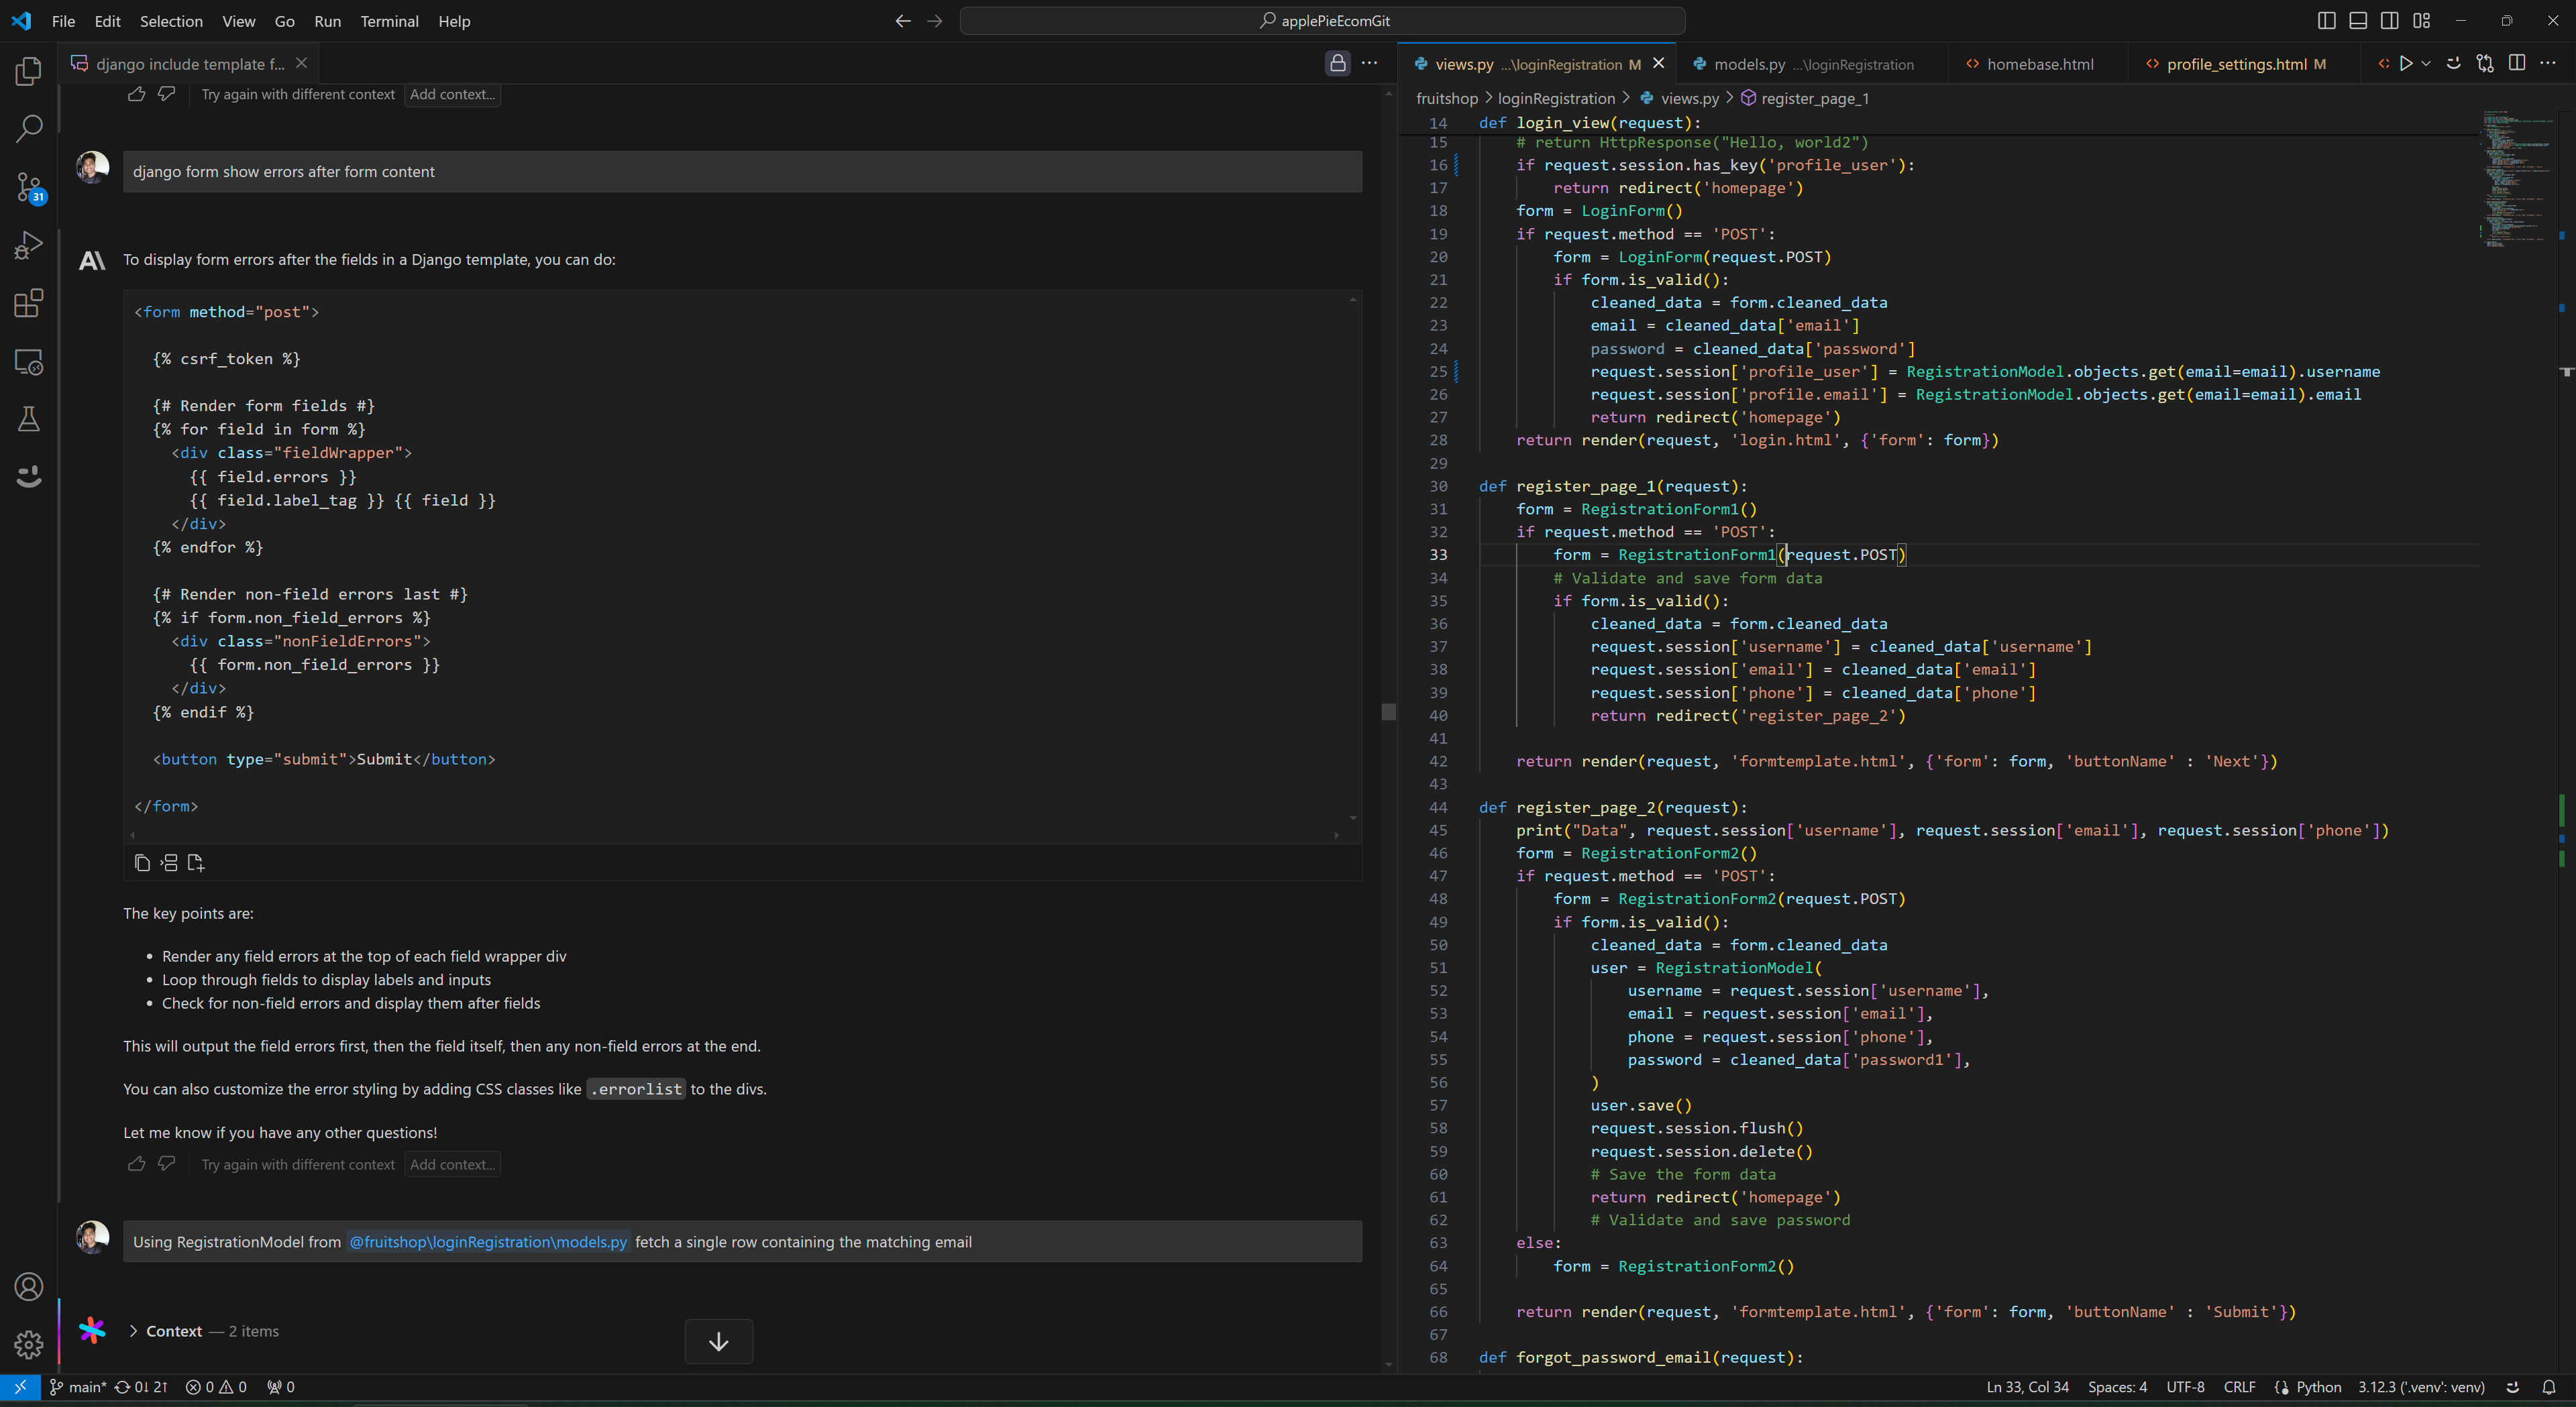 File Edit Selection View Go Run Terminal Help
applePieEcomGit
django include template f...
Try again with different context Add context...
django form show errors after form content
To display form errors after the fields in a Django template, you can do:
<form method="post">
{% csrf_token %}
{# Render form fields #}
{% for field in form %}
<div class="fieldWrapper">
{{ field.errors }}
{{ field.label_tag }} {{ field }}
</div>
{% endfor %}
{# Render non-field errors last #}
{% if form.non_field_errors %}
<div class="nonFieldErrors">
{{ form.non_field_errors }}
</div>
{% endif %}
<button type="submit">Submit</button>
</form>
The key points are:
• Render any field errors at the top of each field wrapper div
• Loop through fields to display labels and inputs
• Check for non-field errors and display them after fields
This will output the field errors first, then the field itself, then any non-field errors at the end.
You can also customize the error styling by adding CSS classes like .errorlist to the divs.
Let me know if you have any other questions!
Try again with different context Add context...
Using RegistrationModel from @fruitshop\loginRegistration\models.py fetch a single row containing the matching email
Context — 2 items
31
views.py ...\loginRegistration M models.py ...\loginRegistration homebase.html profile_settings.html M
fruitshop > loginRegistration > views.py > register_page_1
14 def login_view(request):
15 # return HttpResponse("Hello, world2")
16 if request.session.has_key('profile_user'):
17 return redirect('homepage')
18 form = LoginForm()
19 if request.method == 'POST':
20 form = LoginForm(request.POST)
21 if form.is_valid():
22 cleaned_data = form.cleaned_data
23 email = cleaned_data['email']
24 password = cleaned_data['password']
25 request.session['profile_user'] = RegistrationModel.objects.get(email=email).username
26 request.session['profile.email'] = RegistrationModel.objects.get(email=email).email
27 return redirect('homepage')
28 return render(request, 'login.html', {'form': form})
29
30 def register_page_1(request):
31 form = RegistrationForm1()
32 if request.method == 'POST':
33 form = RegistrationForm1(request.POST)
34 # Validate and save form data
35 if form.is_valid():
36 cleaned_data = form.cleaned_data
37 request.session['username'] = cleaned_data['username']
38 request.session['email'] = cleaned_data['email']
39 request.session['phone'] = cleaned_data['phone']
40 return redirect('register_page_2')
41
42 return render(request, 'formtemplate.html', {'form': form, 'buttonName' : 'Next'})
43
44 def register_page_2(request):
45 print("Data", request.session['username'], request.session['email'], request.session['phone'])
46 form = RegistrationForm2()
47 if request.method == 'POST':
48 form = RegistrationForm2(request.POST)
49 if form.is_valid():
50 cleaned_data = form.cleaned_data
51 user = RegistrationModel(
52 username = request.session['username'],
53 email = request.session['email'],
54 phone = request.session['phone'],
55 password = cleaned_data['password1'],
56 )
57 user.save()
58 request.session.flush()
59 request.session.delete()
60 # Save the form data
61 return redirect('homepage')
62 # Validate and save password
63 else:
64 form = RegistrationForm2()
65
66 return render(request, 'formtemplate.html', {'form': form, 'buttonName' : 'Submit'})
67
68 def forgot_password_email(request):
main* 0↓ 2↑ 0 0 0
Ln 33, Col 34 Spaces: 4 UTF-8 CRLF Python 3.12.3 ('.venv': venv)